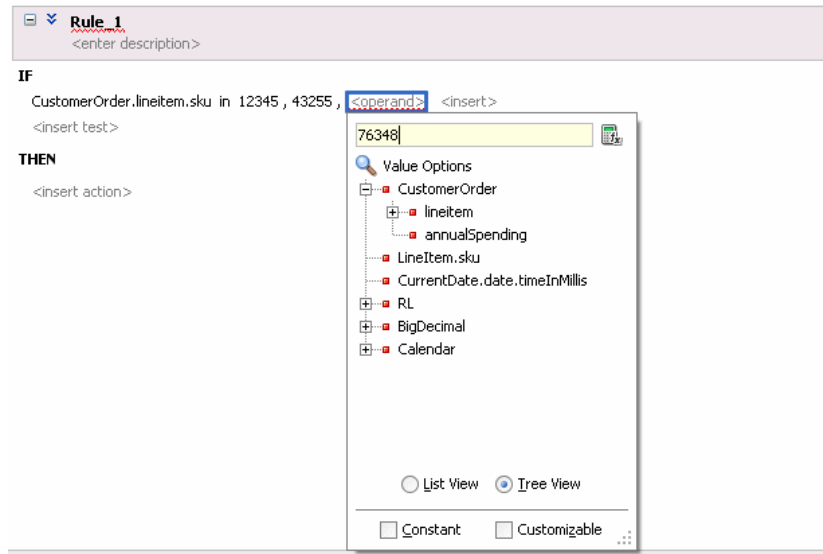 Rule_1
<enter description>
IF
CustomerOrder.lineitem.sku in 12345 , 43255 , <operand> <insert>
<insert test>
76348
fx
Value Options
THEN
CustomerOrder
<insert action>
lineitem
annualSpending
LineItem.sku
CurrentDate.date.timeInMillis
RL
BigDecimal
Calendar
List View Tree View
Constant Customizable